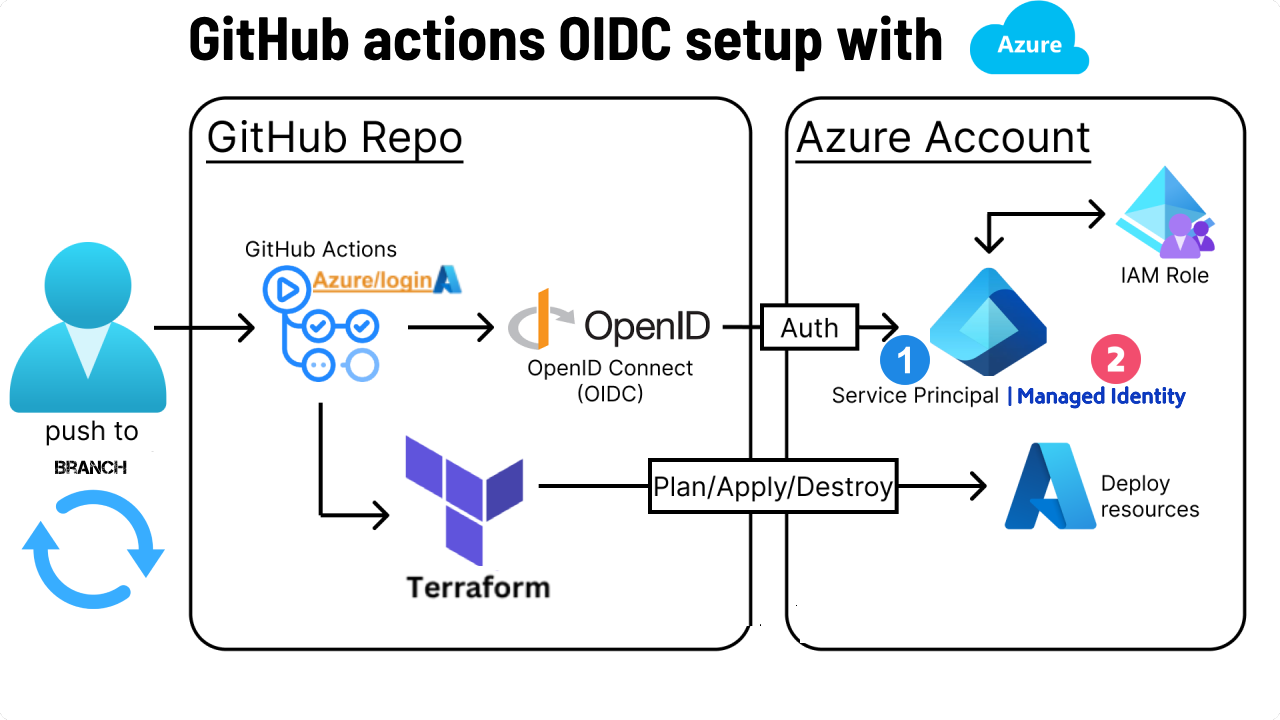 GitHub actions OIDC setup with
Azure
GitHub Repo
Azure Account
GitHub Actions
Azure/login
IAM Role
OpenID
Auth
OpenID Connect
(OIDC)
1
2
Service Principal | Managed Identity
push to
BRANCH
Plan/Apply/Destroy
Deploy
resources
Terraform